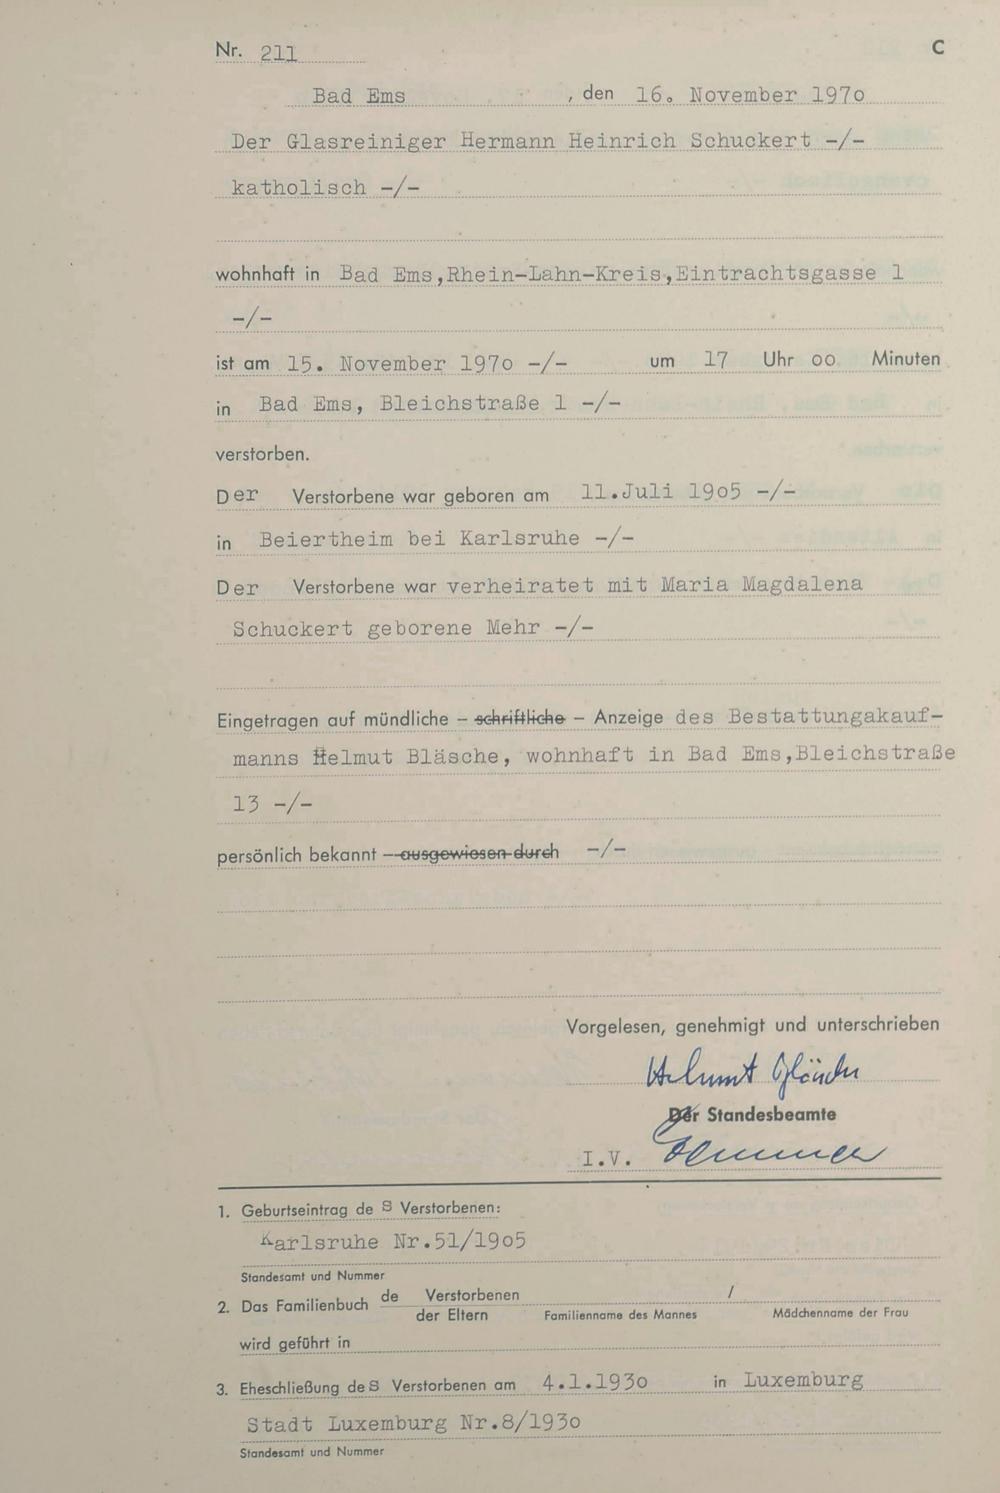 Nr. 211
C
Bad Ems , den 16. November 1970
Der Glasreiniger Hermann Heinrich Schuckert -/-
katholisch -/-
wohnhaft in Bad Ems,Rhein-Lahn-Kreis,Eintrachtsgasse 1
-/-
ist am 15. November 1970 -/- um 17 Uhr 00 Minuten
in Bad Ems, Bleichstraße 1 -/-
verstorben.
Der Verstorbene war geboren am 11.Juli 1905 -/-
in Beiertheim bei Karlsruhe -/-
Der Verstorbene war verheiratet mit Maria Magdalena
Schuckert geborene Mehr -/-
Eingetragen auf mündliche – schriftliche – Anzeige des Bestattungakauf-
manns Helmut Bläsche, wohnhaft in Bad Ems,Bleichstraße
13 -/-
persönlich bekannt – ausgewiesen durch -/-
Vorgelesen, genehmigt und unterschrieben
Helmut
Der Standesbeamte
I.V.
1. Geburtseintrag des Verstorbenen:
Karlsruhe Nr.51/1905
Standesamt und Nummer
2. Das Familienbuch de Verstorbenen /
der Eltern Familienname des Mannes Mädchenname der Frau
wird geführt in
3. Eheschließung des Verstorbenen am 4.1.1930 in Luxemburg
Stadt Luxemburg Nr.8/1930
Standesamt und Nummer